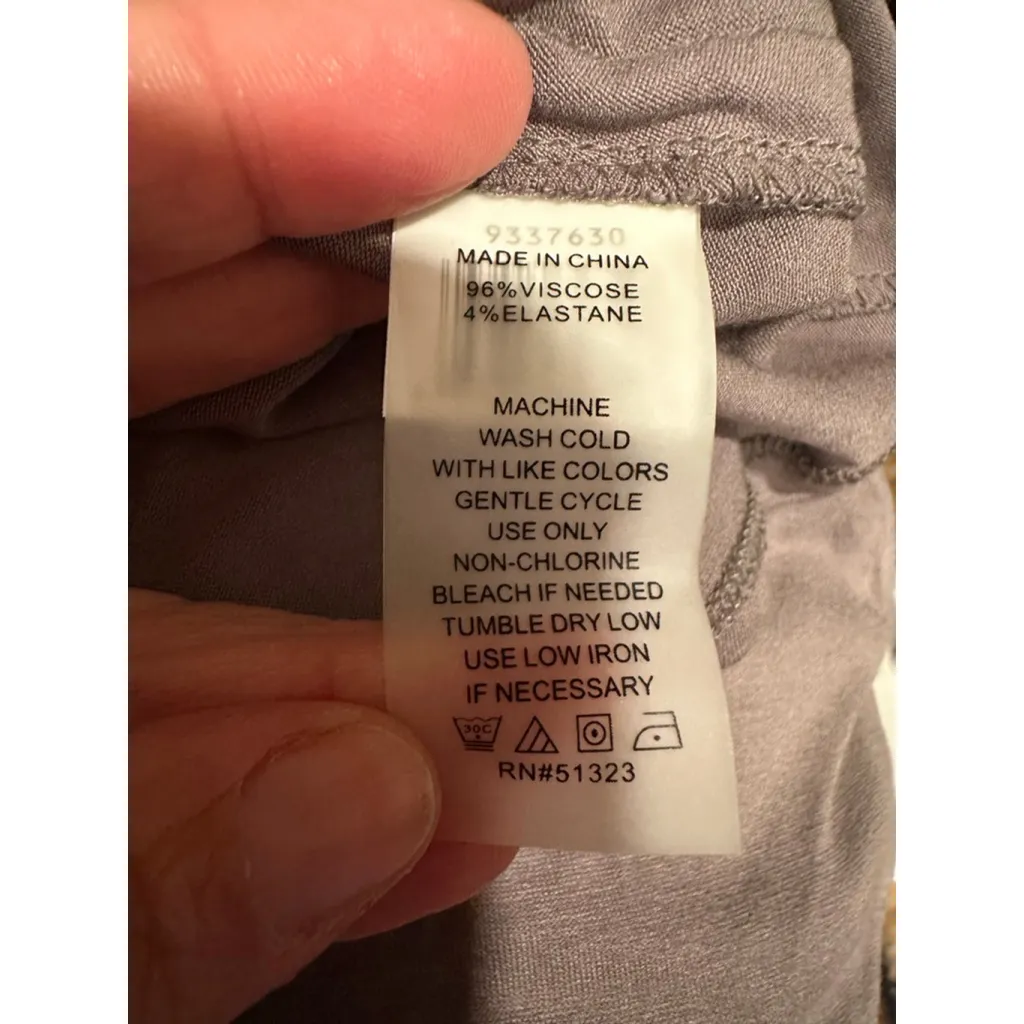 9337630
MADE IN CHINA
96%VISCOSE
4%ELASTANE
MACHINE
WASH COLD
WITH LIKE COLORS
GENTLE CYCLE
USE ONLY
NON-CHLORINE
BLEACH IF NEEDED
TUMBLE DRY LOW
USE LOW IRON
IF NECESSARY
30C
RN#51323